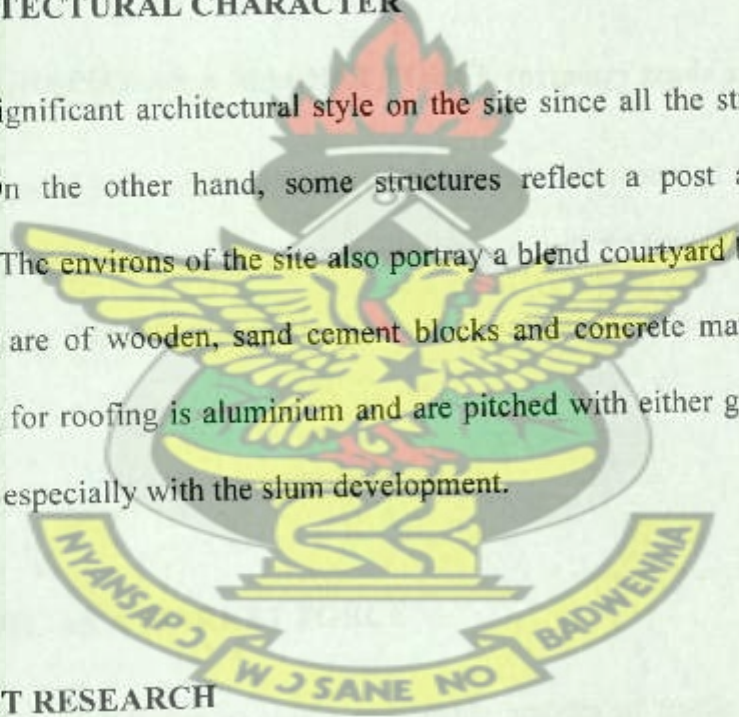 TECTURAL CHARACTER
ignificant architectural style on the site since all the st
n the other hand, some structures reflect a post a
The environs of the site also portray a blend courtyard
are of wooden, sand cement blocks and concrete ma
for roofing is aluminium and are pitched with either g
especially with the slum development.
NYANSAPƆ WƆSANE NO BADWENMA
T RESEARCH